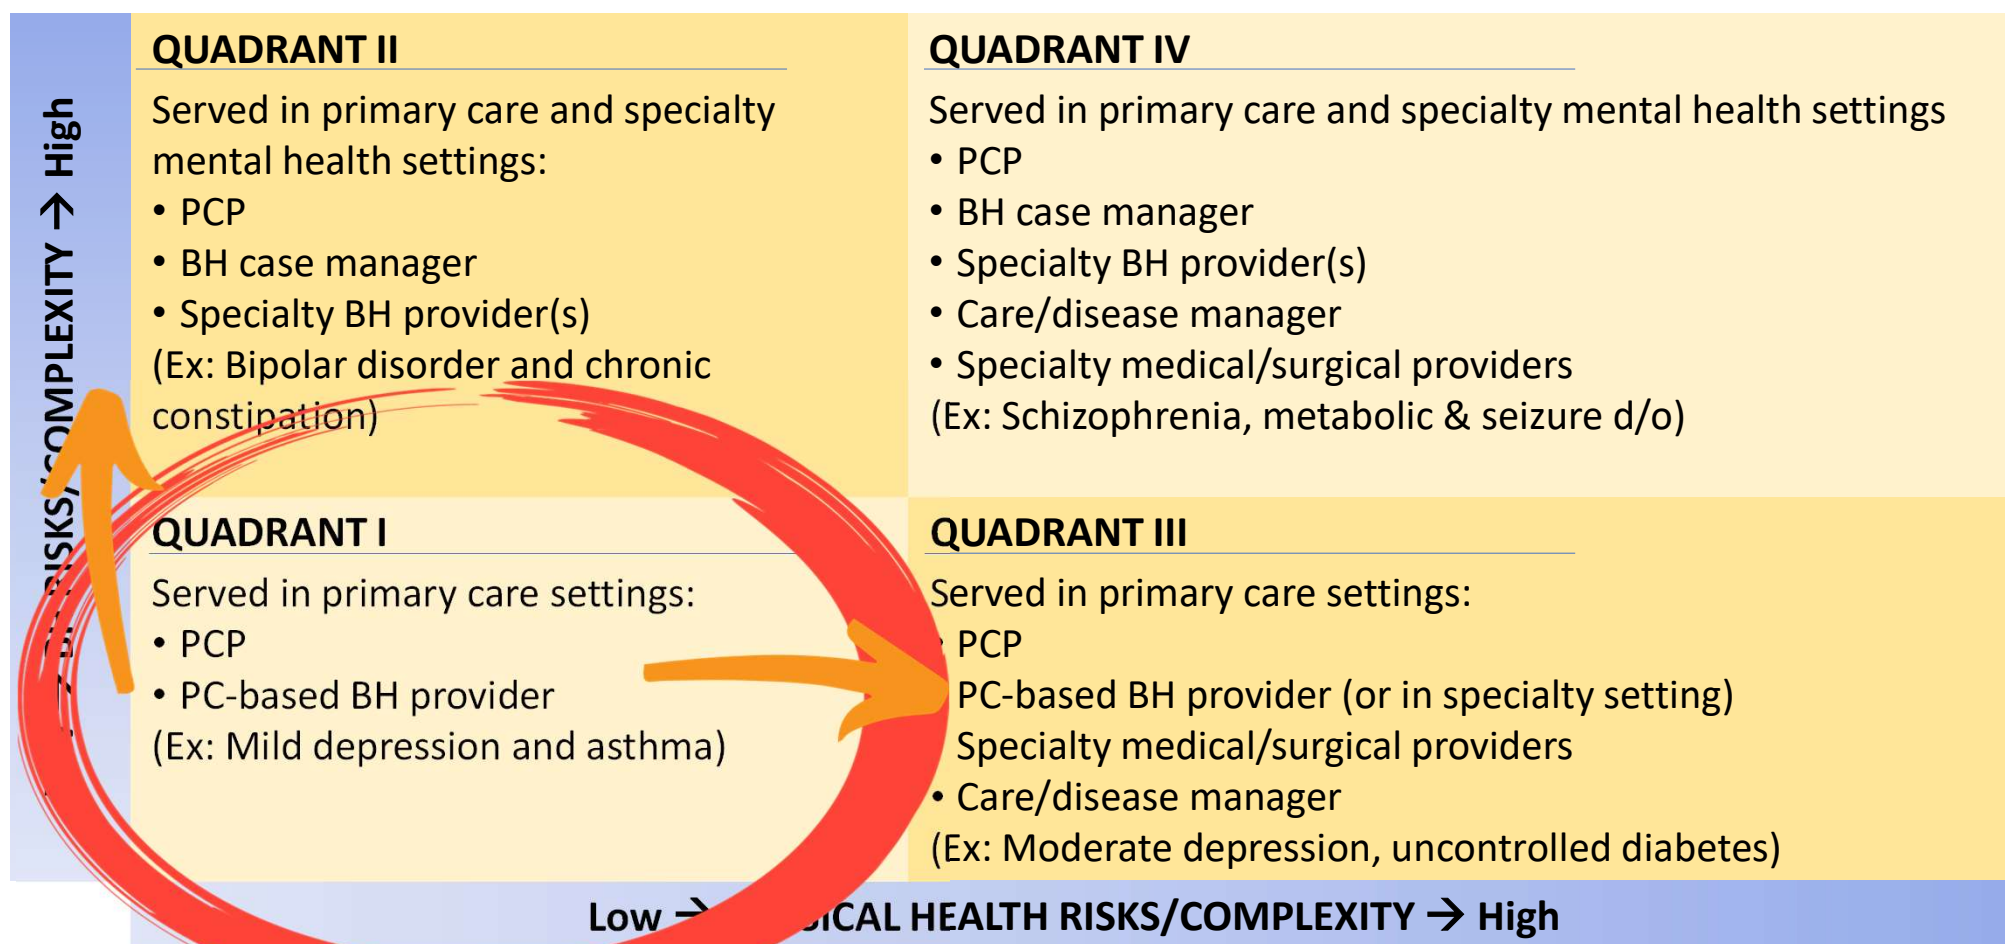 QUADRANT II
Served in primary care and specialty
mental health settings:
• PCP
• BH case manager
• Specialty BH provider(s)
(Ex: Bipolar disorder and chronic
constipation)
QUADRANT IV
Served in primary care and specialty mental health settings
• PCP
• BH case manager
• Specialty BH provider(s)
• Care/disease manager
• Specialty medical/surgical providers
(Ex: Schizophrenia, metabolic & seizure d/o)
QUADRANT I
Served in primary care settings:
• PCP
• PC-based BH provider
(Ex: Mild depression and asthma)
QUADRANT III
Served in primary care settings:
• PCP
PC-based BH provider (or in specialty setting)
Specialty medical/surgical providers
• Care/disease manager
(Ex: Moderate depression, uncontrolled diabetes)
RISKS/COMPLEXITY → High
Low → HEALTH RISKS/COMPLEXITY → High